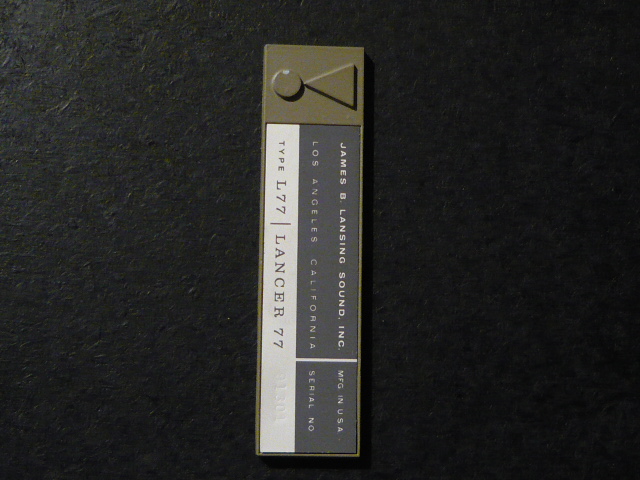 JAMES B. LANSING SOUND, INC.
MFG IN U.S.A.
LOS ANGELES CALIFORNIA
SERIAL NO
TYPE L77 | LANCER 77